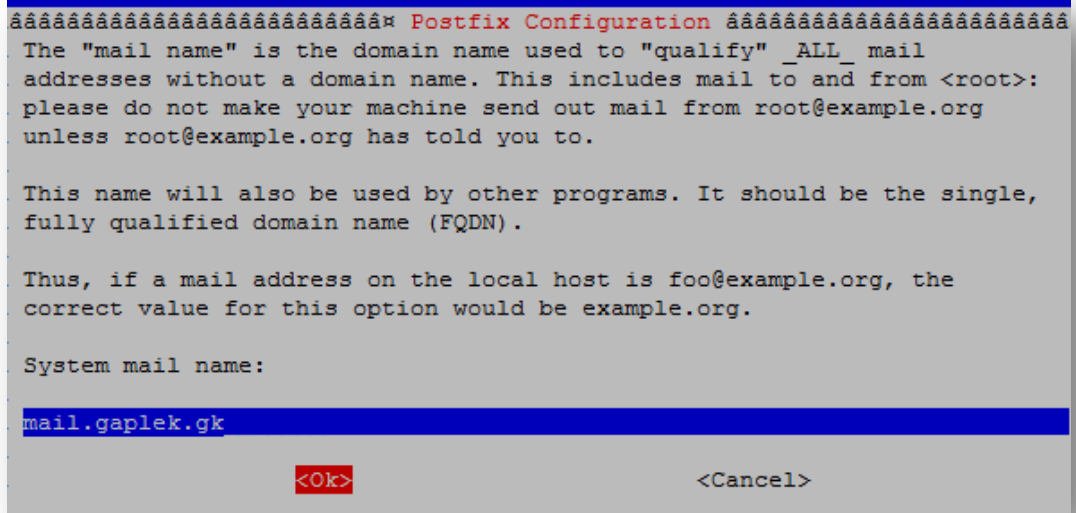 ââââââââââââââââââââââââââ¤ Postfix Configuration ââââââââââââââââââââââââ
The "mail name" is the domain name used to "qualify" _ALL_ mail
addresses without a domain name. This includes mail to and from <root>:
please do not make your machine send out mail from root@example.org
unless root@example.org has told you to.
This name will also be used by other programs. It should be the single,
fully qualified domain name (FQDN).
Thus, if a mail address on the local host is foo@example.org, the
correct value for this option would be example.org.
System mail name:
mail.gaplek.gk
<Ok> <Cancel>